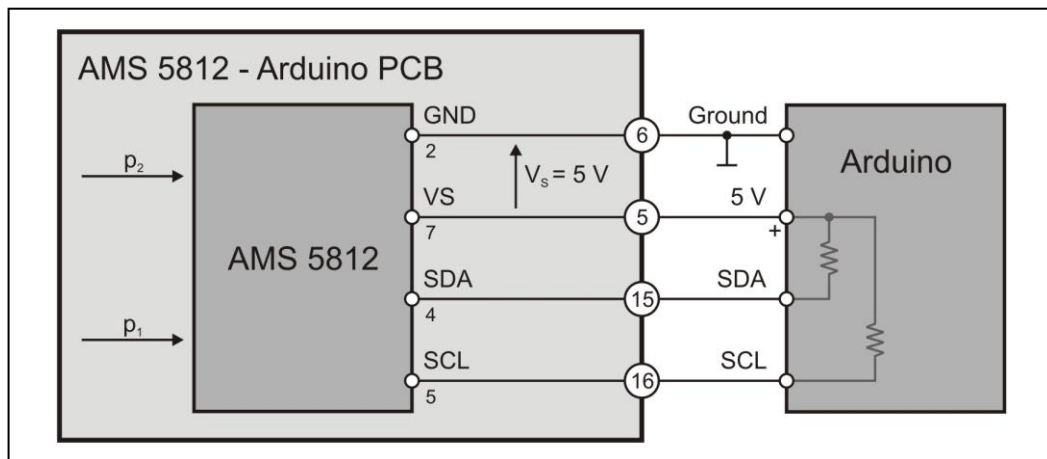 AMS 5812 - Arduino PCB
GND
2
6
Ground
p₂
Vₛ = 5 V
Arduino
VS
7
5
5 V
+
AMS 5812
SDA
4
15
SDA
p₁
SCL
5
16
SCL